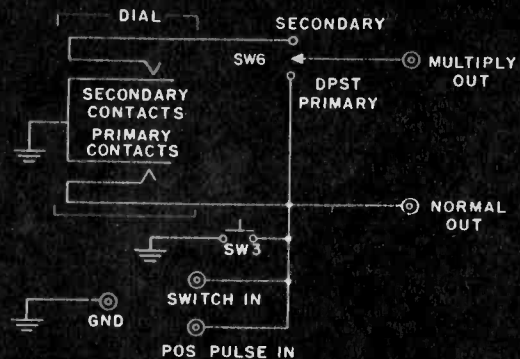 DIAL
SECONDARY
SW6
MULTIPLY
OUT
DPST
PRIMARY
SECONDARY
CONTACTS
PRIMARY
CONTACTS
NORMAL
OUT
SW3
SWITCH IN
GND
POS PULSE IN